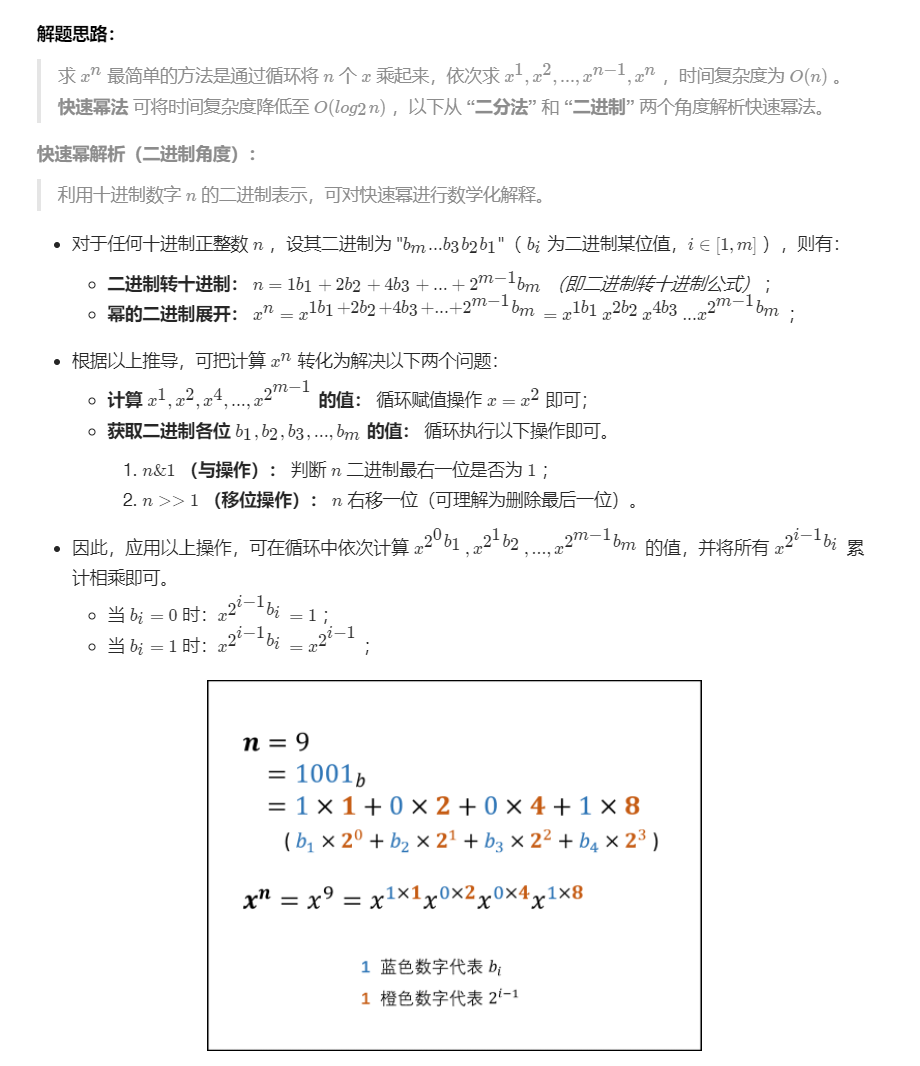 解题思路：
求 xⁿ 最简单的方法是通过循环将 n 个 x 乘起来，依次求 x^1, x^2, ..., x^{n−1}, x^n ，时间复杂度为 O(n) 。
快速幂法 可将时间复杂度降低至 O(log2 n) ，以下从 “二分法” 和 “二进制” 两个角度解析快速幂法。
快速幂解析（二进制角度）：
利用十进制数字 n 的二进制表示，可对快速幂进行数学化解释。
• 对于任何十进制正整数 n ，设其二进制为 "b_m...b_3b_2b_1"（ b_i 为二进制某位值，i ∈ [1, m] ），则有：
◦ 二进制转十进制： n = 1b_1 + 2b_2 + 4b_3 + ... + 2^{m−1}b_m （即二进制转十进制公式） ；
◦ 幂的二进制展开： x^n = x^{1b_1+2b_2+4b_3+...+2^{m−1}b_m} = x^{1b_1} x^{2b_2} x^{4b_3} ...x^{2^{m−1}b_m} ；
• 根据以上推导，可把计算 x^n 转化为解决以下两个问题：
◦ 计算 x^1, x^2, x^4, ..., x^{2^{m−1}} 的值： 循环赋值操作 x = x^2 即可；
◦ 获取二进制各位 b_1, b_2, b_3, ..., b_m 的值： 循环执行以下操作即可。
1. n&1 （与操作）： 判断 n 二进制最右一位是否为 1 ；
2. n >> 1 （移位操作）： n 右移一位（可理解为删除最后一位）。
• 因此，应用以上操作，可在循环中依次计算 x^{2^0 b_1}, x^{2^1 b_2}, ..., x^{2^{m−1}b_m} 的值，并将所有 x^{2^{i−1}b_i} 累
计相乘即可。
◦ 当 b_i = 0 时：x^{2^{i−1}b_i} = 1 ；
◦ 当 b_i = 1 时：x^{2^{i−1}b_i} = x^{2^{i−1}} ；
n = 9
= 1001_b
= 1 × 1 + 0 × 2 + 0 × 4 + 1 × 8
( b_1 × 2^0 + b_2 × 2^1 + b_3 × 2^2 + b_4 × 2^3 )
x^n = x^9 = x^{1×1}x^{0×2}x^{0×4}x^{1×8}
1 蓝色数字代表 b_i
1 橙色数字代表 2^{i−1}